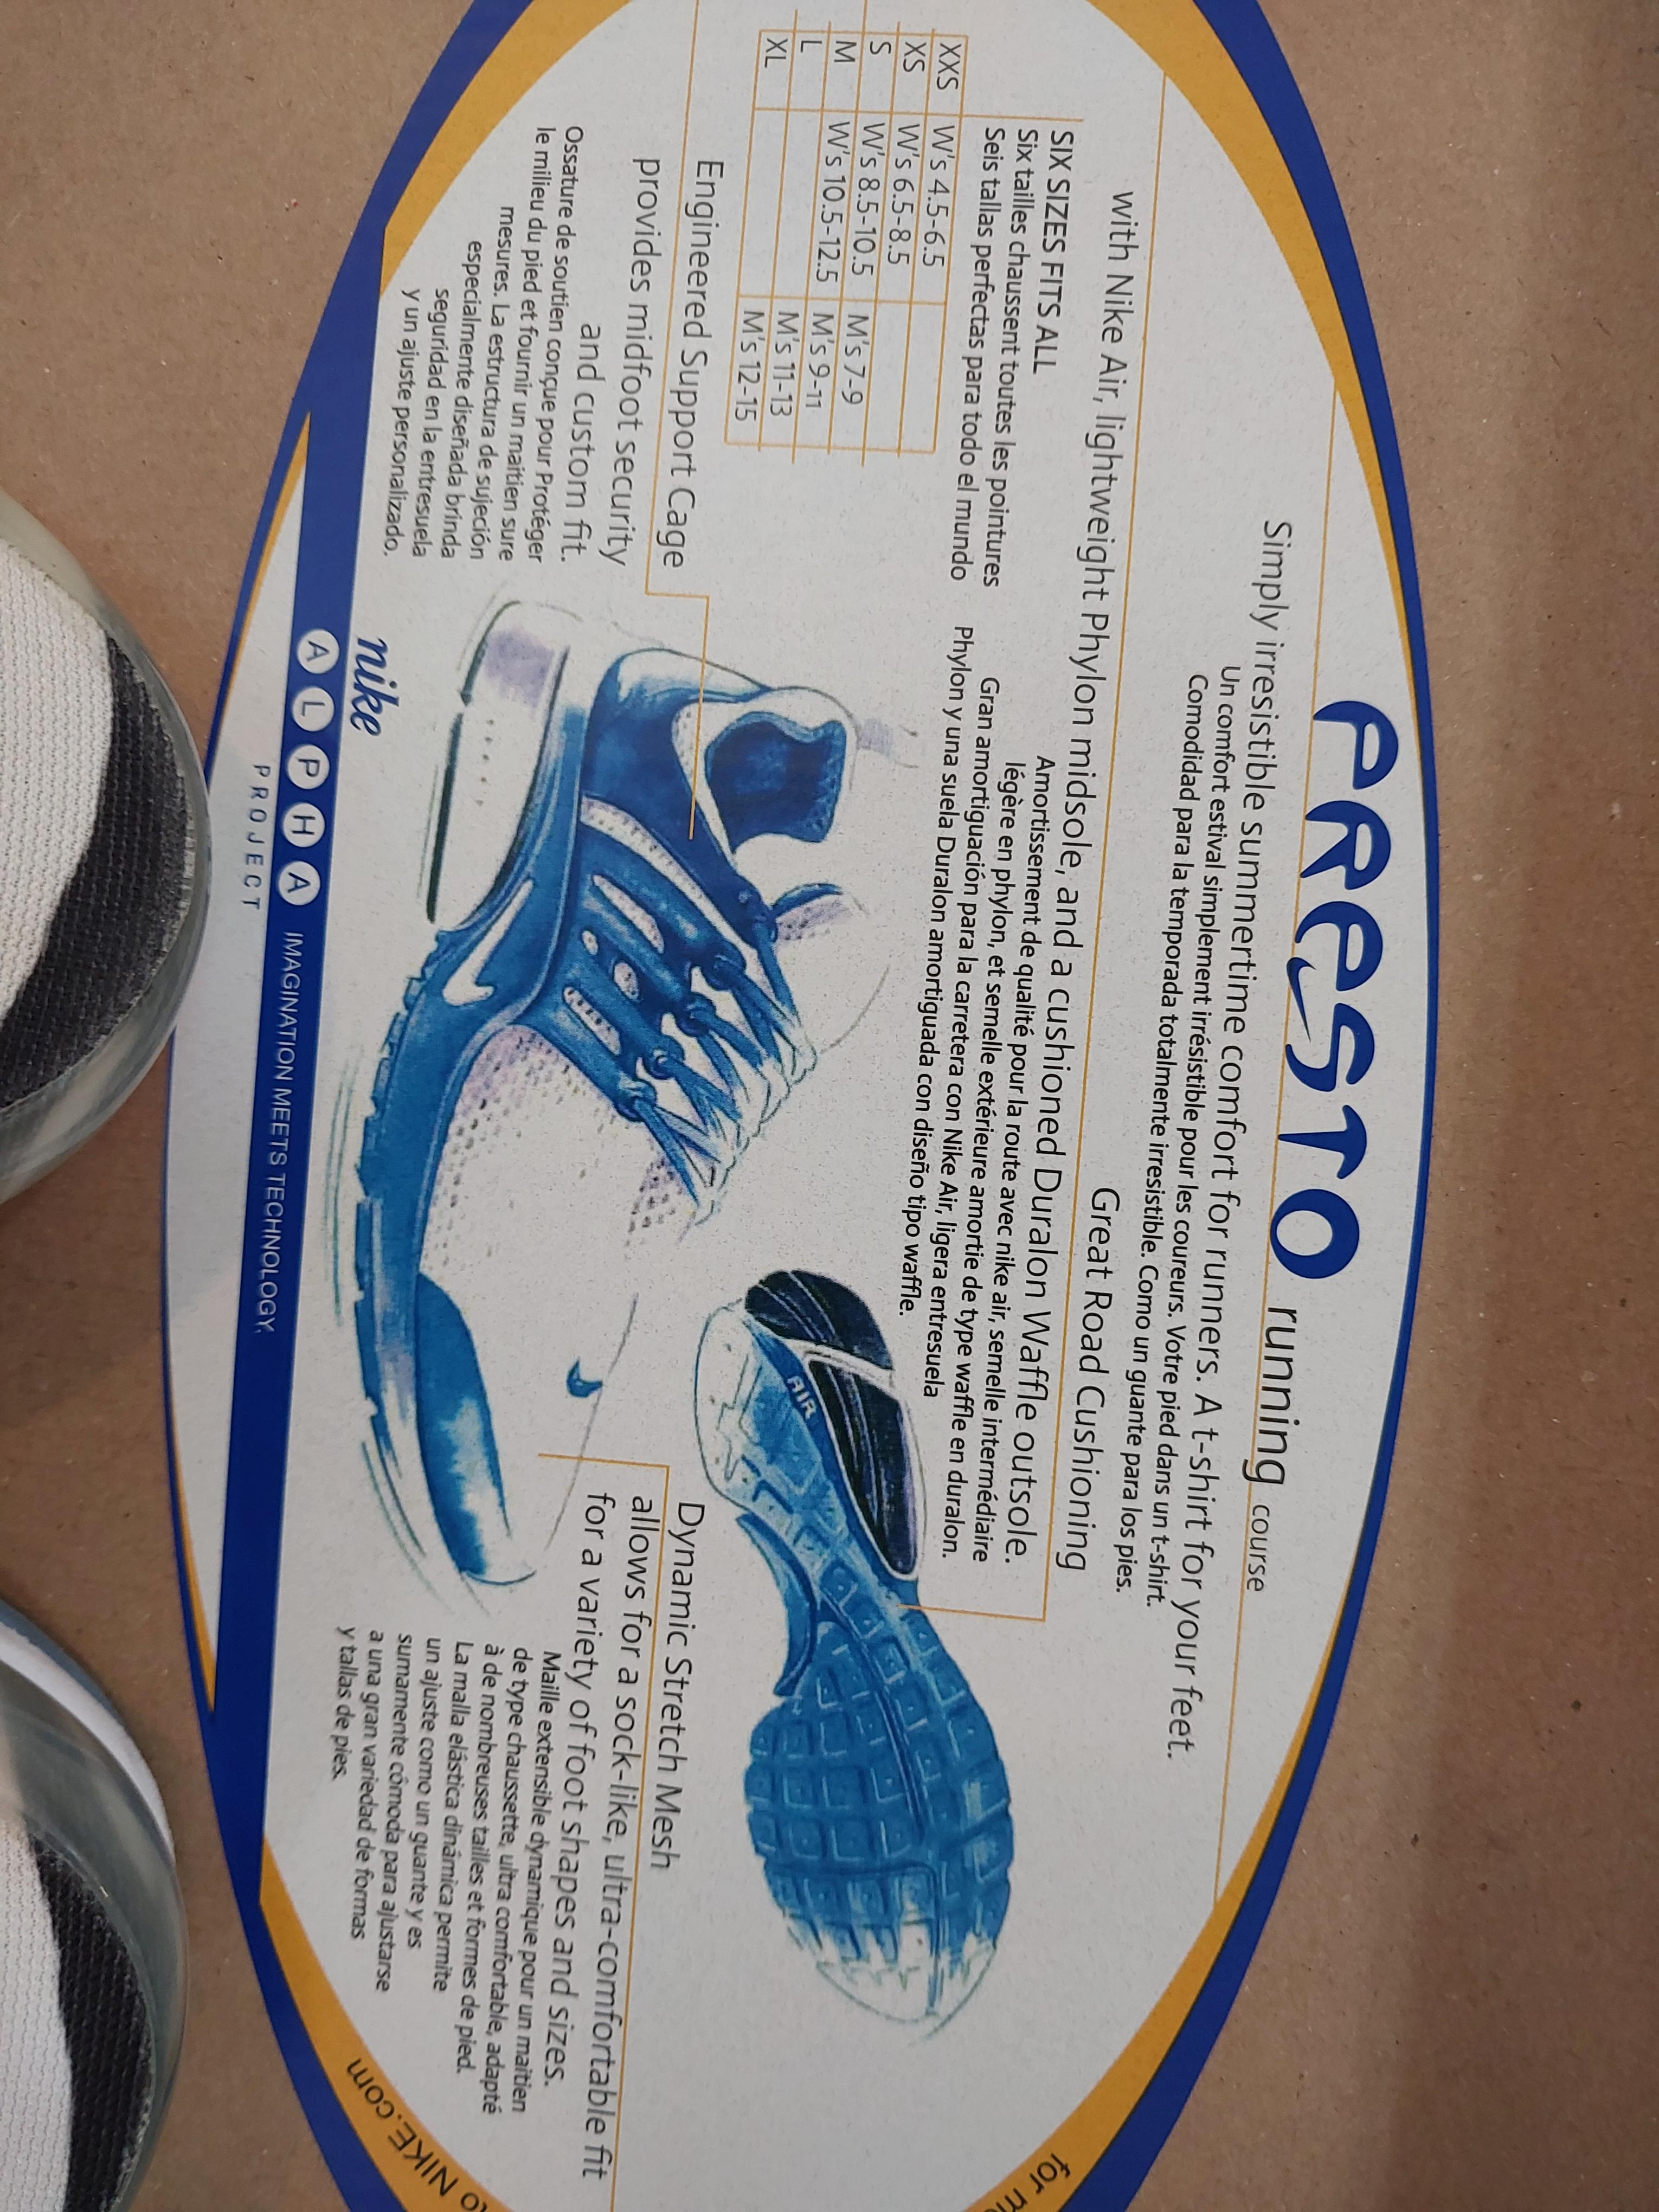 PRESTO running course
Simply irresistible summertime comfort for runners. A t-shirt for your feet.
Un comfort estival simplement irrésistible pour les coureurs. Votre pied dans un t-shirt.
Comodidad para la temporada totalmente irresistible. Como un guante para los pies.
Great Road Cushioning
with Nike Air, lightweight Phylon midsole, and a cushioned Duralon Waffle outsole.
Amortissement de qualité pour la route avec nike air, semelle intermédiaire
légère en phylon, et semelle extérieure amortie de type waffle en duralon.
Gran amortiguación para la carretera con Nike Air, ligera entresuela
Phylon y una suela Duralon amortiguada con diseño tipo waffle.
SIX SIZES FITS ALL
Six tailles chaussent toutes les pointures
Seis tallas perfectas para todo el mundo
XXS W's 4.5-6.5
XS W's 6.5-8.5
S W's 8.5-10.5 M's 7-9
M W's 10.5-12.5 M's 9-11
L M's 11-13
XL M's 12-15
AIR
Engineered Support Cage
provides midfoot security
and custom fit.
Ossature de soutien conçue pour Protéger
le milieu du pied et fournir un maitien sure
mesures. La estructura de sujeción
especialmente diseñada brinda
seguridad en la entresuela
y un ajuste personalizado.
Dynamic Stretch Mesh
allows for a sock-like, ultra-comfortable fit
for a variety of foot shapes and sizes.
Maille extensible dynamique pour un maitien
de type chaussette, ultra comfortable, adapté
à de nombreuses tailles et formes de pied.
La malla elástica dinámica permite
un ajuste como un guante y es
sumamente cómoda para ajustarse
a una gran variedad de formas
y tallas de pies.
nike
ALPHA IMAGINATION MEETS TECHNOLOGY.
PROJECT
for
to NIKE.com